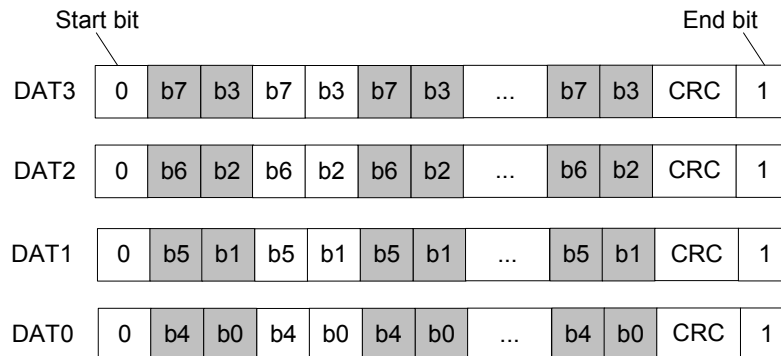 Start bit End bit
DAT3 0 b7 b3 b7 b3 b7 b3 ... b7 b3 CRC 1
DAT2 0 b6 b2 b6 b2 b6 b2 ... b6 b2 CRC 1
DAT1 0 b5 b1 b5 b1 b5 b1 ... b5 b1 CRC 1
DAT0 0 b4 b0 b4 b0 b4 b0 ... b4 b0 CRC 1